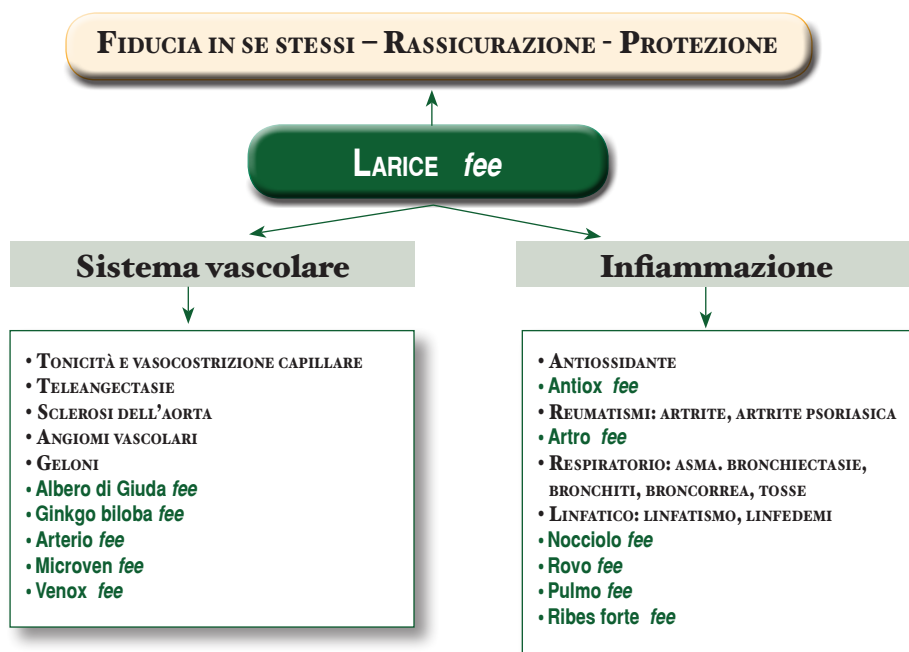 Fiducia in se stessi – Rassicurazione - Protezione
Larice fee
Sistema vascolare
• Tonicità e vasocostrizione capillare
• Teleangectasie
• Sclerosi dell'aorta
• Angiomi vascolari
• Geloni
• Albero di Giuda fee
• Ginkgo biloba fee
• Arterio fee
• Microven fee
• Venox fee
Infiammazione
• Antiossidante
• Antiox fee
• Reumatismi: artrite, artrite psoriasica
• Artro fee
• Respiratorio: asma. bronchiectasie,
bronchiti, broncorrea, tosse
• Linfatico: linfatismo, linfedemi
• Nocciolo fee
• Rovo fee
• Pulmo fee
• Ribes forte fee